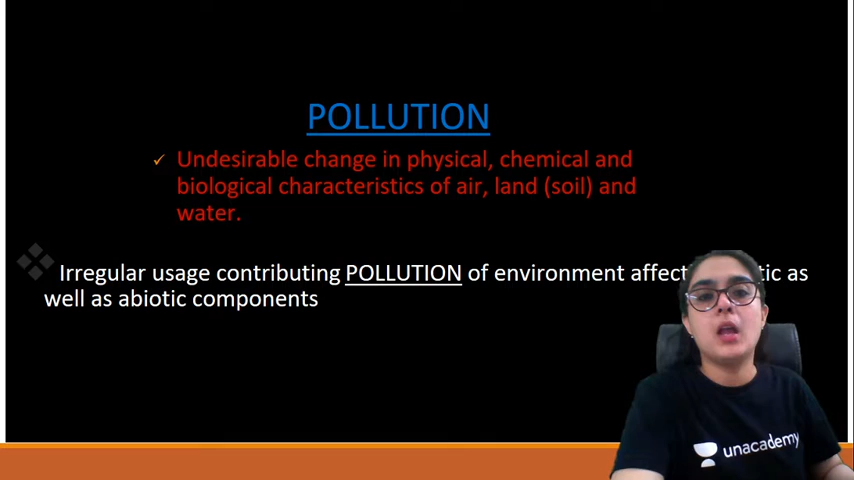 POLLUTION
✓ Undesirable change in physical, chemical and
biological characteristics of air, land (soil) and
water.
Irregular usage contributing POLLUTION of environment as
well as abiotic components
unacademy